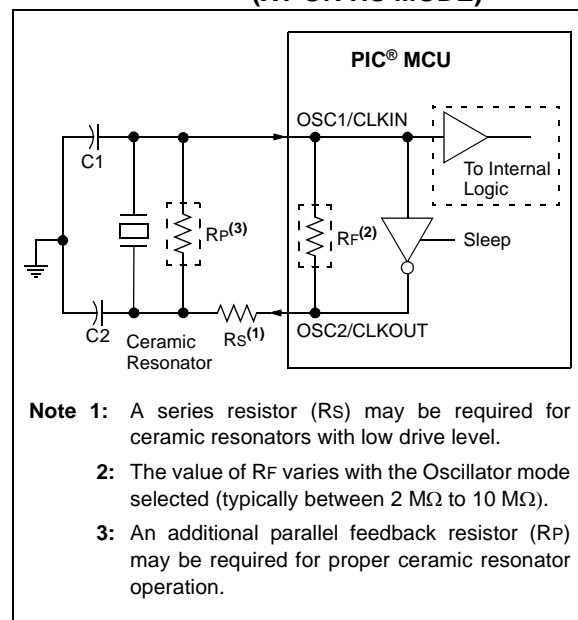 (XT OR HS MODE)
PIC® MCU
OSC1/CLKIN
C1
To Internal
Logic
RP(3)
RF(2)
Sleep
C2
Ceramic
Resonator
RS(1)
OSC2/CLKOUT
Note 1: A series resistor (RS) may be required for
ceramic resonators with low drive level.
2: The value of RF varies with the Oscillator mode
selected (typically between 2 MΩ to 10 MΩ).
3: An additional parallel feedback resistor (RP)
may be required for proper ceramic resonator
operation.